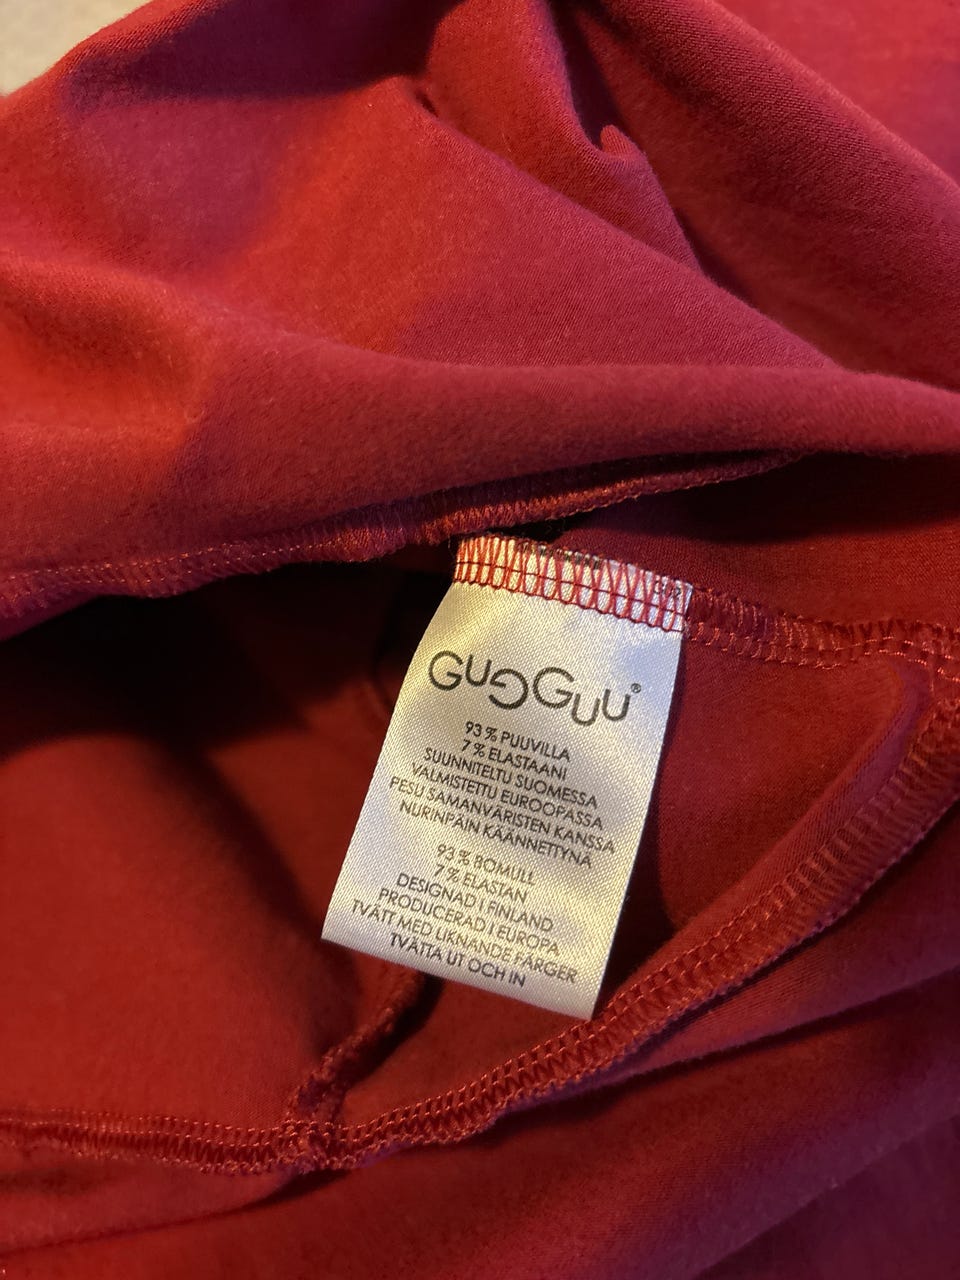 GugGuu®
93 % PUUVILLA
7 % ELASTAANI
SUUNNITELTU SUOMESSA
VALMISTETTU EUROOPASSA
PESU SAMANVÄRISTEN KANSSA
NURINPÄIN KÄÄNNETTYNÄ
93 % BOMULL
7 % ELASTAN
DESIGNAD I FINLAND
PRODUCERAD I EUROPA
TVÄTT MED LIKNANDE FÄRGER
TVÄTTA UT OCH IN